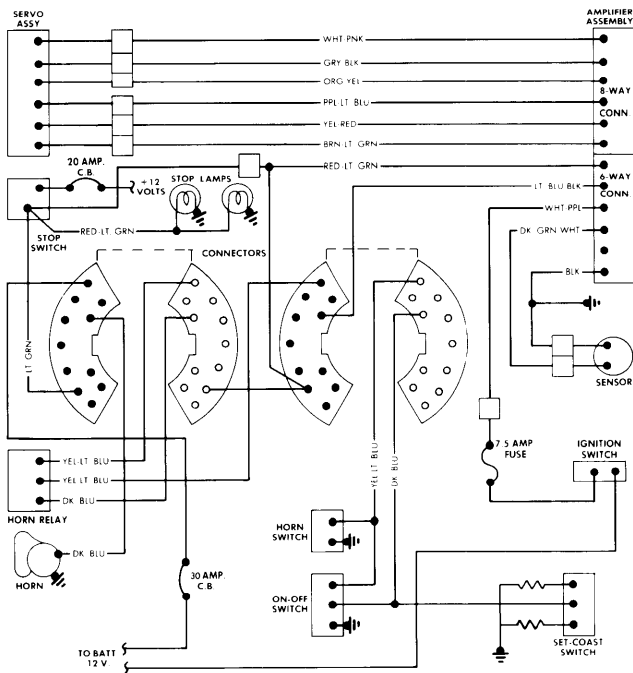 SERVO
ASSY
AMPLIFIER
ASSEMBLY
WHT PNK
GRY BLK
ORG YEL
8-WAY
PPL-LT BLU
CONN.
YEL-RED
BRN-LT GRN
20 AMP.
C.B.
+12
VOLTS
STOP LAMPS
RED-LT GRN
6-WAY
LT BLU BLK
CONN.
WHT-PPL
STOP
SWITCH
RED-LT GRN
DK GRN WHT
CONNECTORS
BLK
LT GRN
SENSOR
7.5 AMP
FUSE
IGNITION
SWITCH
YEL-LT BLU
YEL LT BLU
DK BLU
HORN RELAY
YEL LT BLU
DK BLU
HORN
SWITCH
DK BLU
HORN
30 AMP.
C.B.
ON-OFF
SWITCH
SET-COAST
SWITCH
TO BATT
12 V.